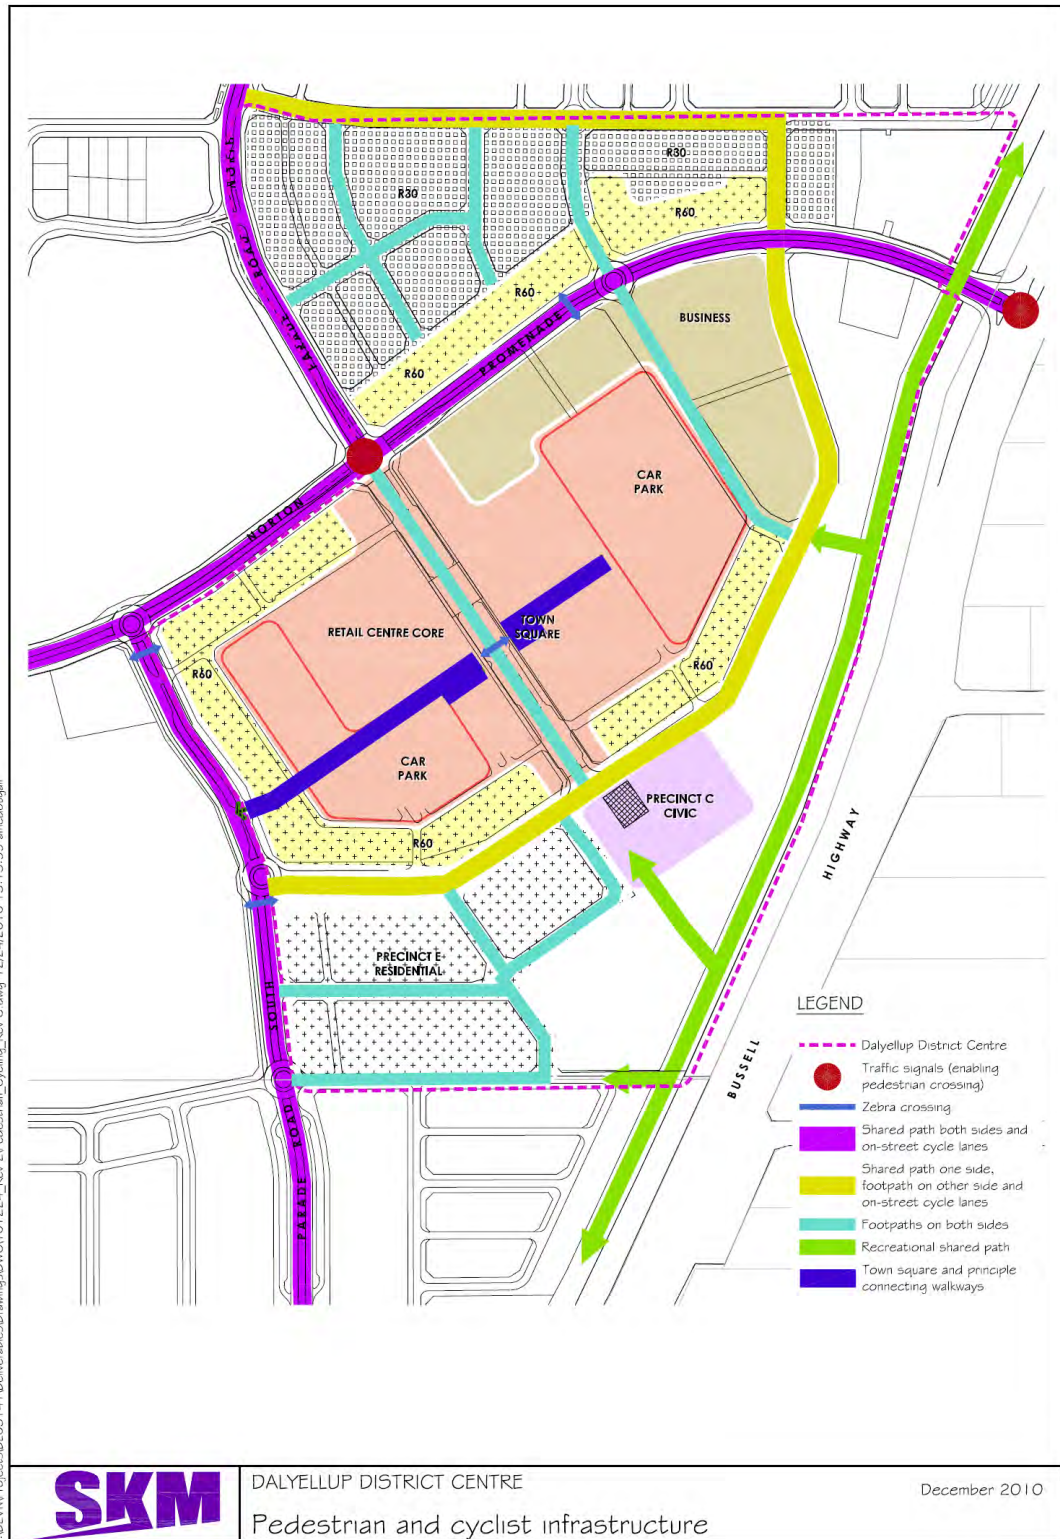 R30
NORTH
R30
R60
ROAD
R60
BUSINESS
PARADE
PROMENADE
R60
CAR
PARK
NORTON
RETAIL CENTRE CORE
TOWN
SQUARE
R60
R60
CAR
PARK
PRECINCT C
CIVIC
R60
HIGHWAY
PRECINCT E
RESIDENTIAL
SOUTH
BUSSELL
ROAD
PARADE
LEGEND
Dalyellup District Centre
Traffic signals (enabling
pedestrian crossing)
Zebra crossing
Shared path both sides and
on-street cycle lanes
Shared path one side,
footpath on other side and
on-street cycle lanes
Footpaths on both sides
Recreational shared path
Town square and principle
connecting walkways
SKM
DALYELLUP DISTRICT CENTRE
December 2010
Pedestrian and cyclist infrastructure